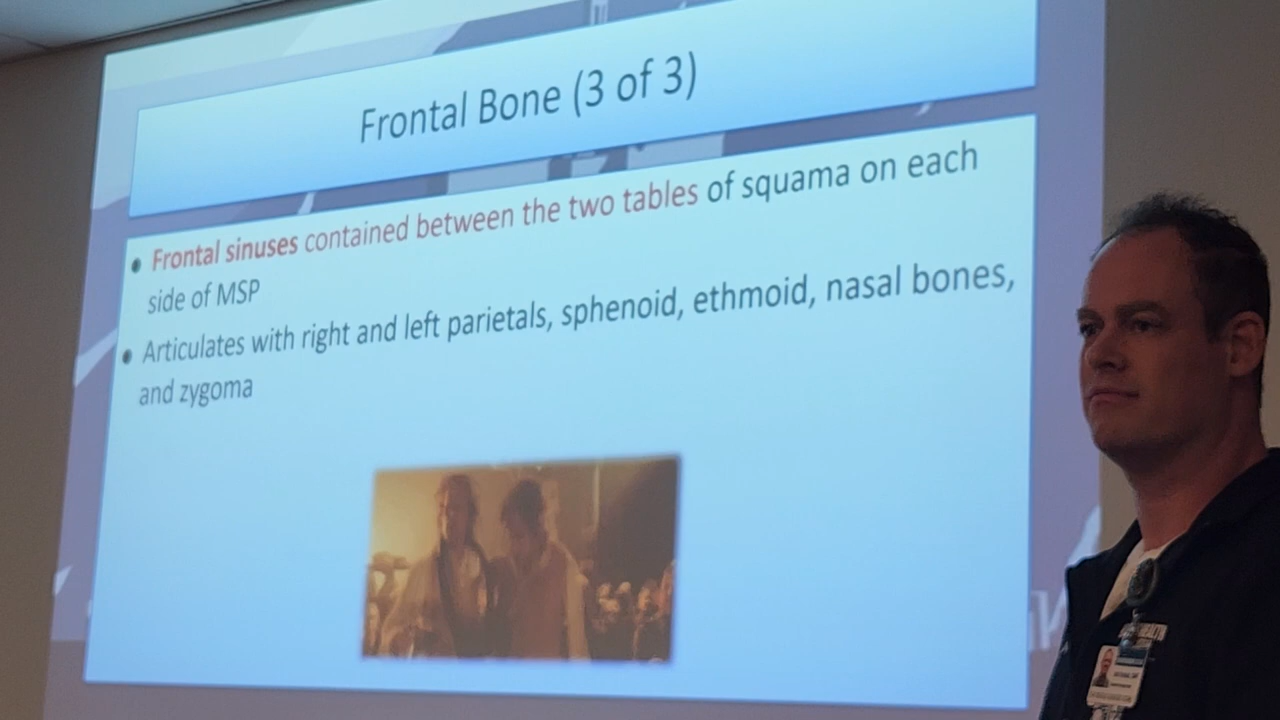 Frontal Bone (3 of 3)
• Frontal sinuses contained between the two tables of squama on each
side of MSP
• Articulates with right and left parietals, sphenoid, ethmoid, nasal bones,
and zygoma